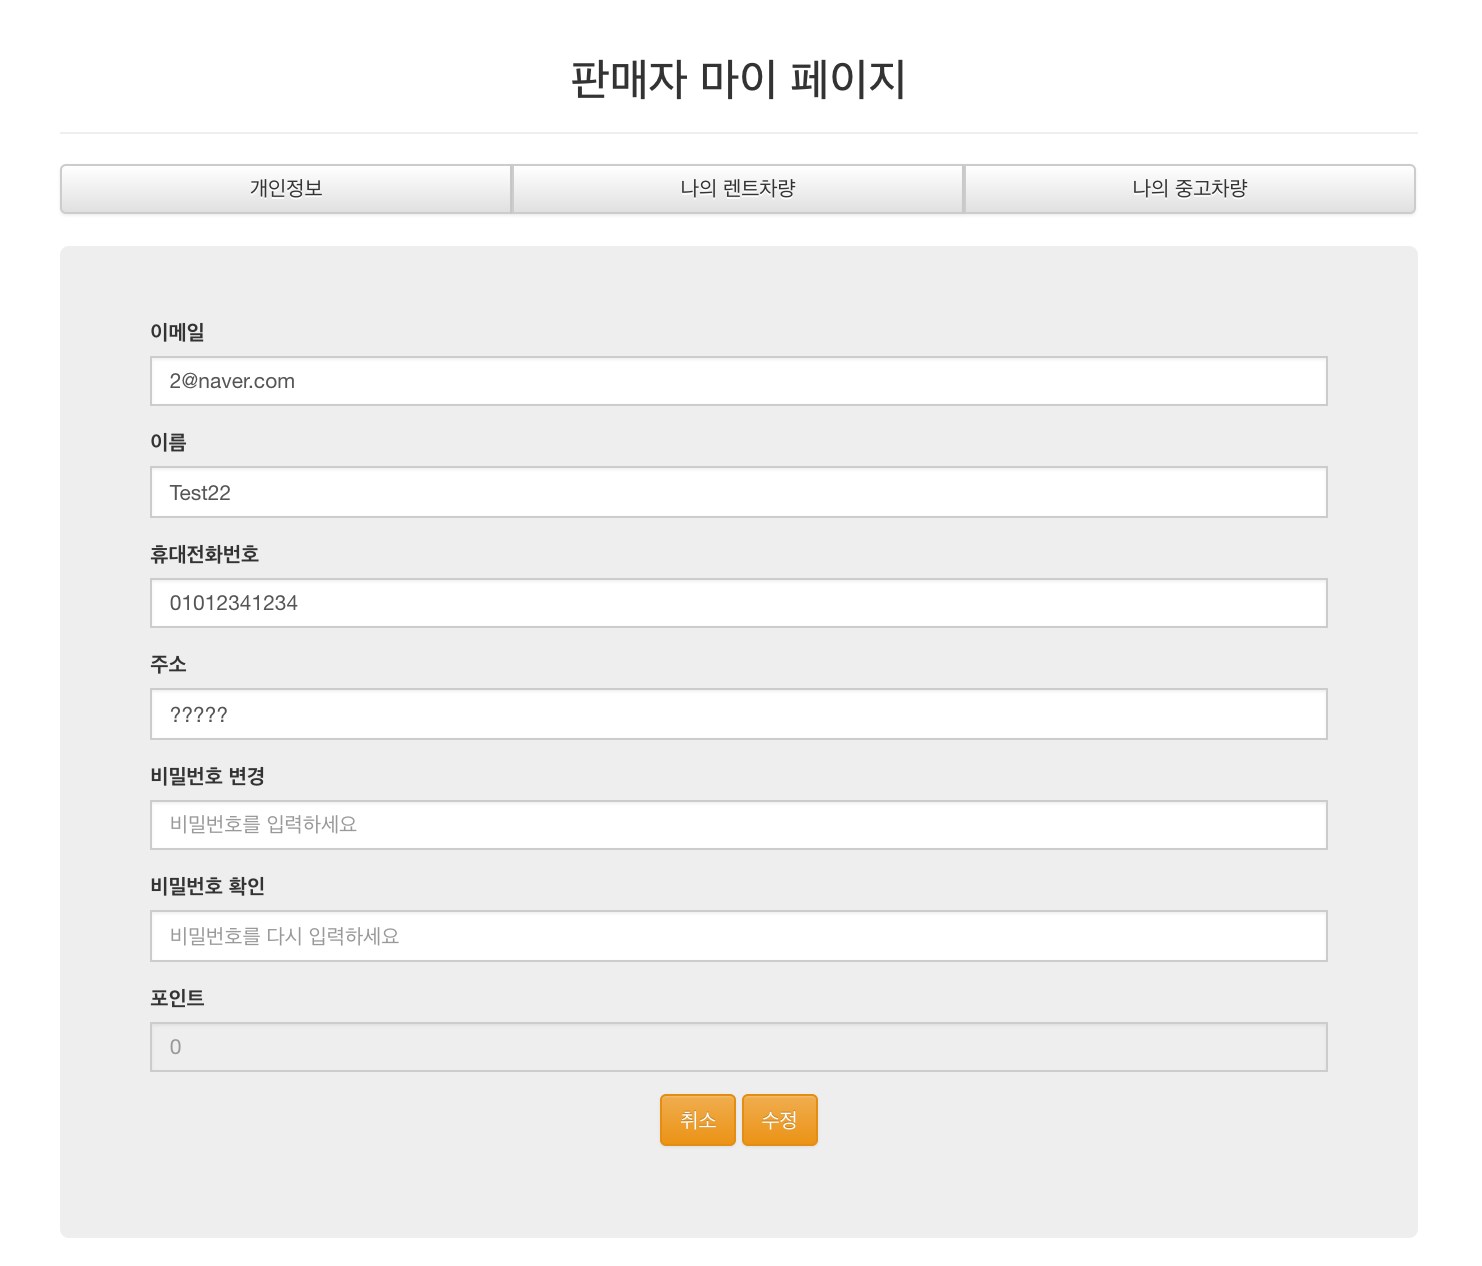 판매자 마이 페이지
개인정보 나의 렌트차량 나의 중고차량
이메일
2@naver.com
이름
Test22
휴대전화번호
01012341234
주소
?????
비밀번호 변경
비밀번호를 입력하세요
비밀번호 확인
비밀번호를 다시 입력하세요
포인트
0
취소 수정